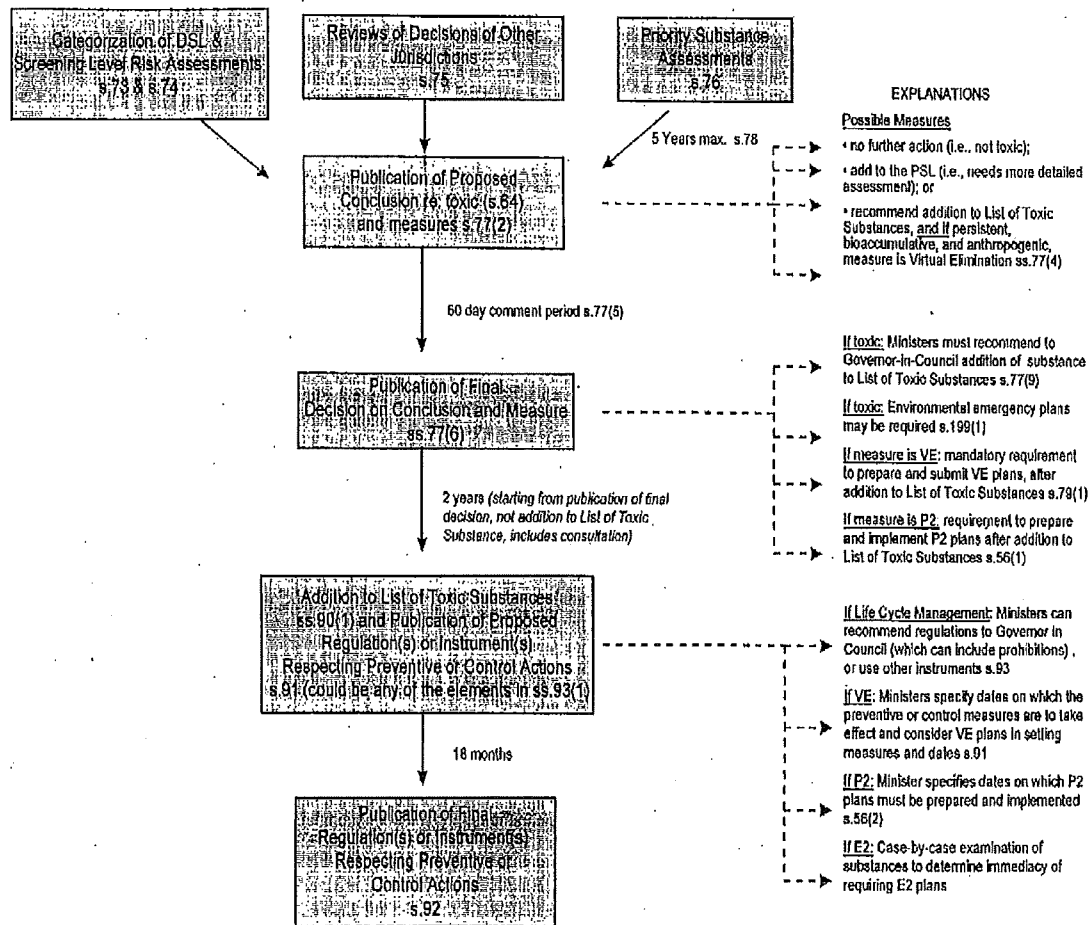 Categorization of DSL &
Screening Level Risk Assessments
s.73 & s.74
Reviews of Decisions of Other
Jurisdictions
s.75
Priority Substance
Assessments
s.76
5 Years max. s.78
Publication of Proposed
Conclusion re: toxic (s.64)
and measures s.77(2)
60 day comment period s.77(5)
Publication of Final
Decision on Conclusion and Measure
ss.77(6)
2 years (starting from publication of final
decision, not addition to List of Toxic
Substance, includes consultation)
Addition to List of Toxic Substances
ss.90(1) and Publication of Proposed
Regulation(s) or Instrument(s)
Respecting Preventive of Control Actions
s.91 (could be any of the elements in ss.93(1)
18 months
Publication of Final
Regulation(s) or Instrument(s)
Respecting Preventive or
Control Actions
s.92
EXPLANATIONS
Possible Measures
• no further action (i.e., not toxic);
• add to the PSL (i.e., needs more detailed
assessment); or
• recommend addition to List of Toxic
Substances, and if persistent,
bioaccumulative, and anthropogenic,
measure is Virtual Elimination ss.77(4)
If toxic: Ministers must recommend to
Governor-in-Council addition of substance
to List of Toxic Substances s.77(9)
If toxic: Environmental emergency plans
may be required s.199(1)
If measure is VE: mandatory requirement
to prepare and submit VE plans, after
addition to List of Toxic Substances s.79(1)
If measure is P2: requirement to prepare
and implement P2 plans after addition to
List of Toxic Substances s.56(1)
If Life Cycle Management: Ministers can
recommend regulations to Governor in
Council (which can include prohibitions) ,
or use other instruments s.93
If VE: Ministers specify dates on which the
preventive or control measures are to take
effect and consider VE plans in setting
measures and dates s.91
If P2: Minister specifies dates on which P2
plans must be prepared and implemented
s.56(2)
If E2: Case-by-case examination of
substances to determine immediacy of
requiring E2 plans